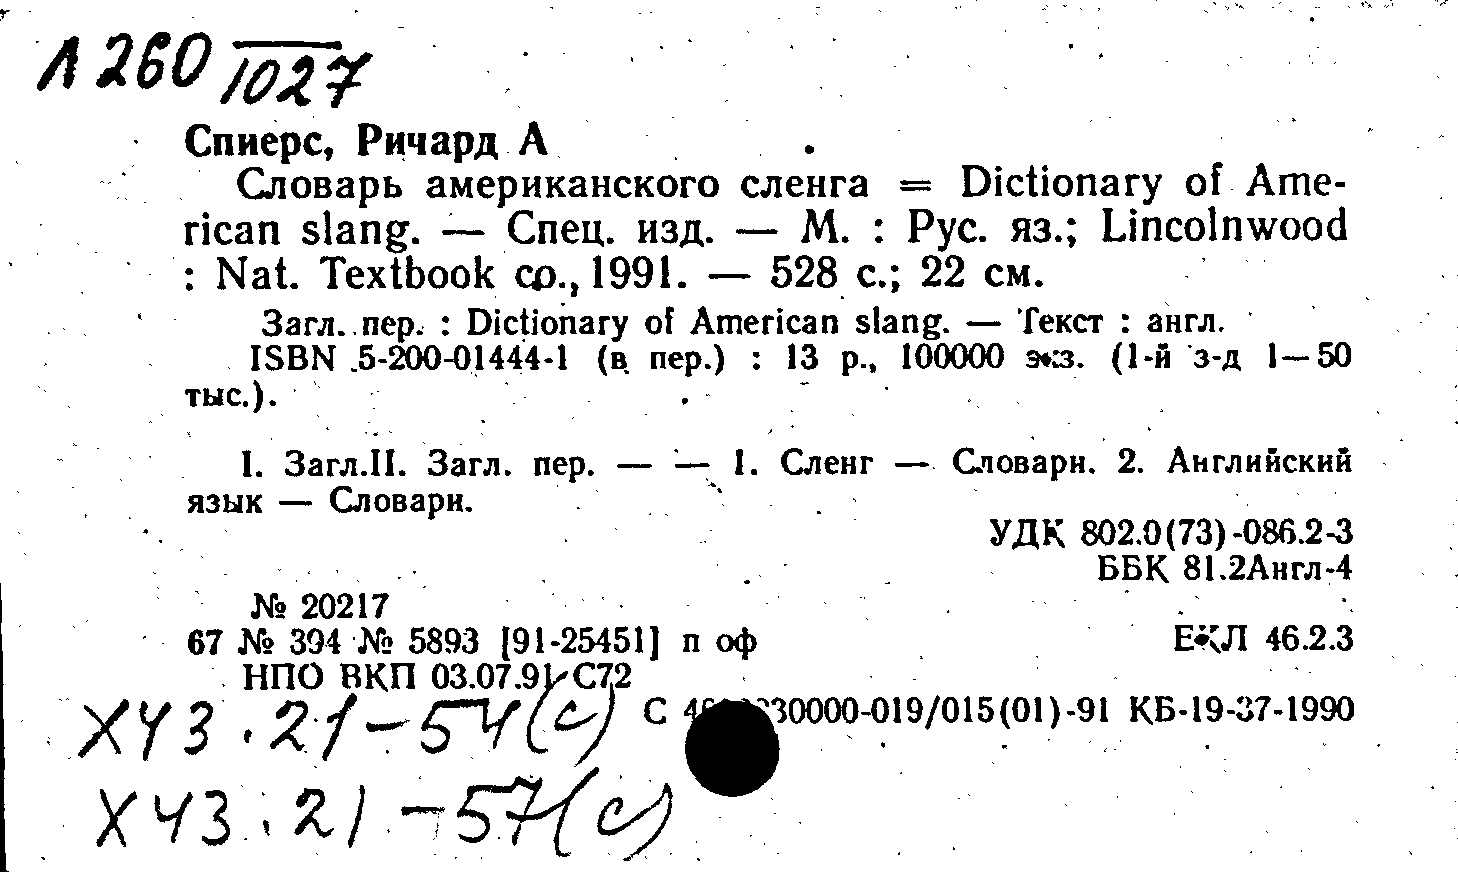 Л 260/1027
Спиерс, Ричард А
Словарь американского сленга = Dictionary of Ame-
rican slang. — Спец. изд. — М. : Рус. яз.; Lincolnwood
: Nat. Textbook co., 1991. — 528 с.; 22 см.
Загл. пер. : Dictionary of American slang. — Текст : англ.
ISBN 5-200-01444-1 (в пер.) : 13 р., 100000 экз. (1-й з-д 1—50
тыс.).
I. Загл.II. Загл. пер. — — 1. Сленг — Словари. 2. Английский
язык — Словари.
УДК 802.0(73)-086.2-3
ББК 81.2Англ-4
№ 20217
67 № 394 № 5893 [91-25451] п оф
ЕКЛ 46.2.3
НПО ВКП 03.07.91 С72
С 30000-019/015(01)-91 КБ-19-37-1990
Х43.21-54(с)
Х43.21-57(с)